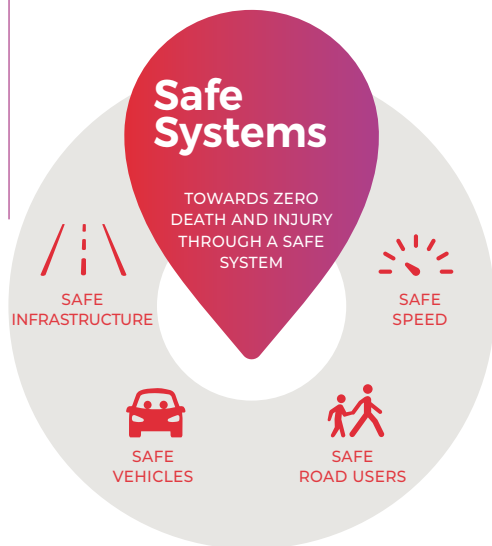 Safe
Systems
TOWARDS ZERO
DEATH AND INJURY
THROUGH A SAFE
SYSTEM
SAFE
INFRASTRUCTURE
SAFE
SPEED
SAFE
VEHICLES
SAFE
ROAD USERS